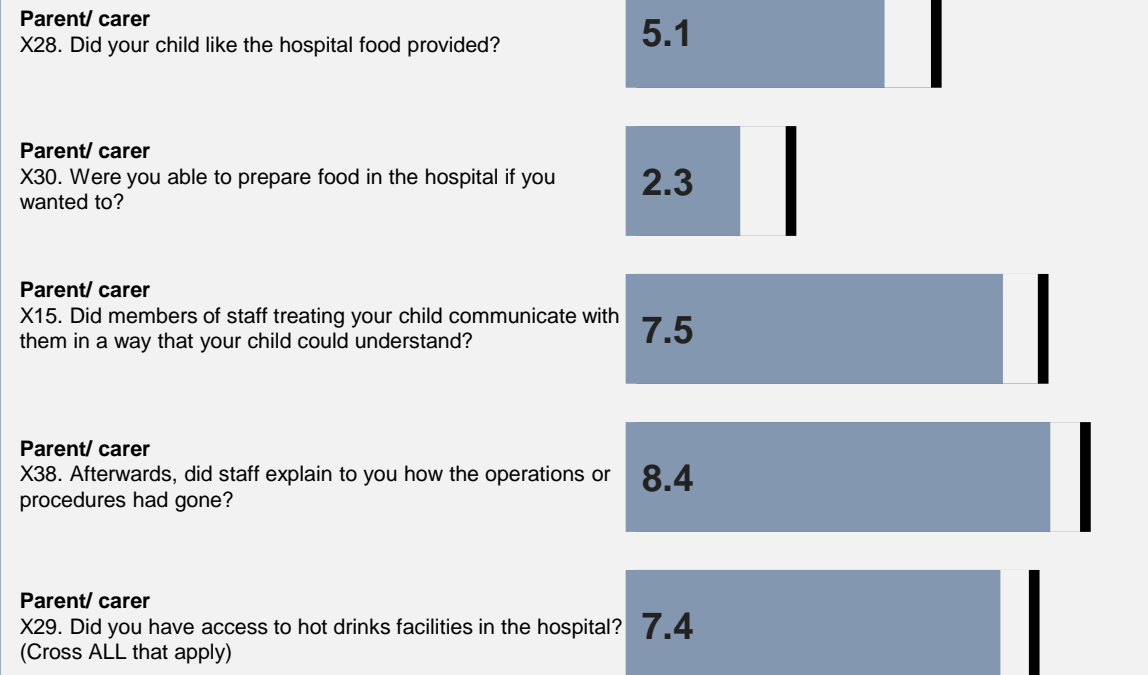 Parent/ carer
X28. Did your child like the hospital food provided?
5.1
Parent/ carer
X30. Were you able to prepare food in the hospital if you
wanted to?
2.3
Parent/ carer
X15. Did members of staff treating your child communicate with
them in a way that your child could understand?
7.5
Parent/ carer
X38. Afterwards, did staff explain to you how the operations or
procedures had gone?
8.4
Parent/ carer
X29. Did you have access to hot drinks facilities in the hospital?
(Cross ALL that apply)
7.4